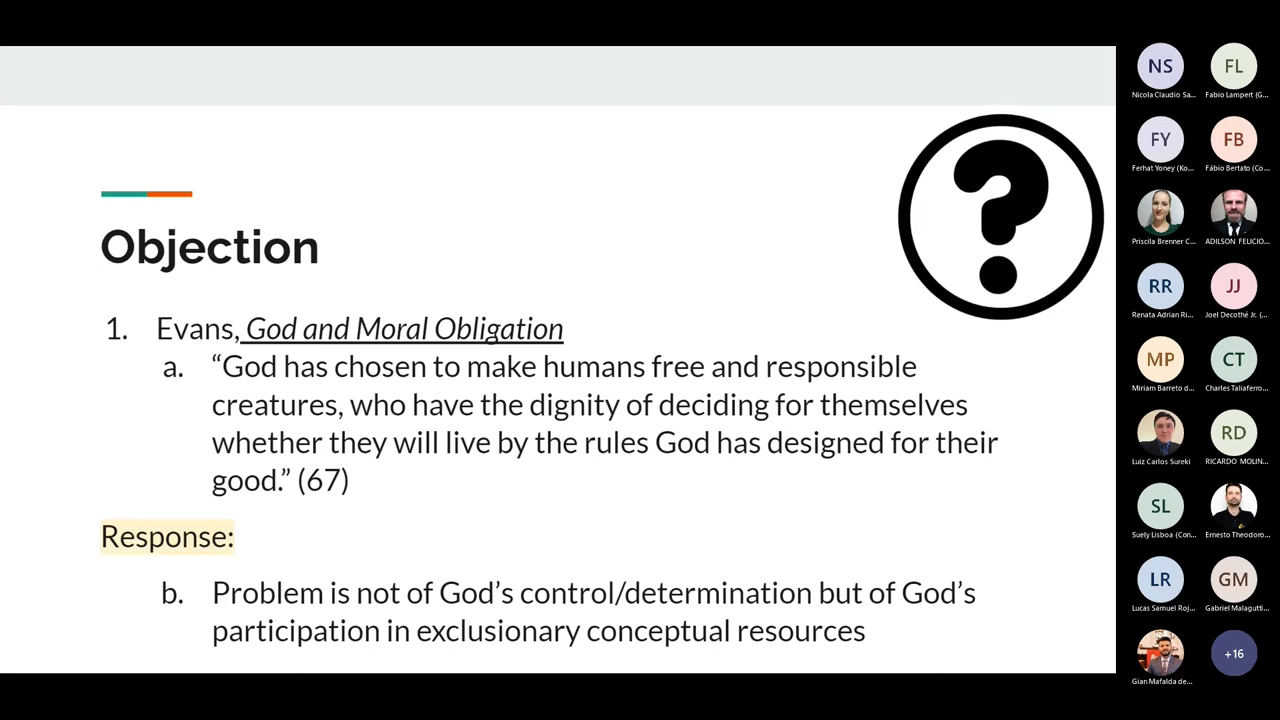 Objection
1. Evans, God and Moral Obligation
a. “God has chosen to make humans free and responsible
creatures, who have the dignity of deciding for themselves
whether they will live by the rules God has designed for their
good.” (67)
Response:
b. Problem is not of God’s control/determination but of God’s
participation in exclusionary conceptual resources
NS
Nicola Claudio Sa...
FL
Fabio Lampert (G...
FY
Ferhat Yoney (Ko...
FB
Fábio Bertato (Co...
Priscila Brenner C...
ADILSON FELICIO...
RR
Renata Adrian Ri...
JJ
Joel Decothé Jr. (...
MP
Miriam Barreto d...
CT
Charles Taliaferro...
Luiz Carlos Sureki
RD
RICARDO MOLIN...
SL
Suely Lisboa (Con...
Ernesto Theodoro...
LR
Lucas Samuel Roj...
GM
Gabriel Malagutti...
Gian Mafalda de...
+16